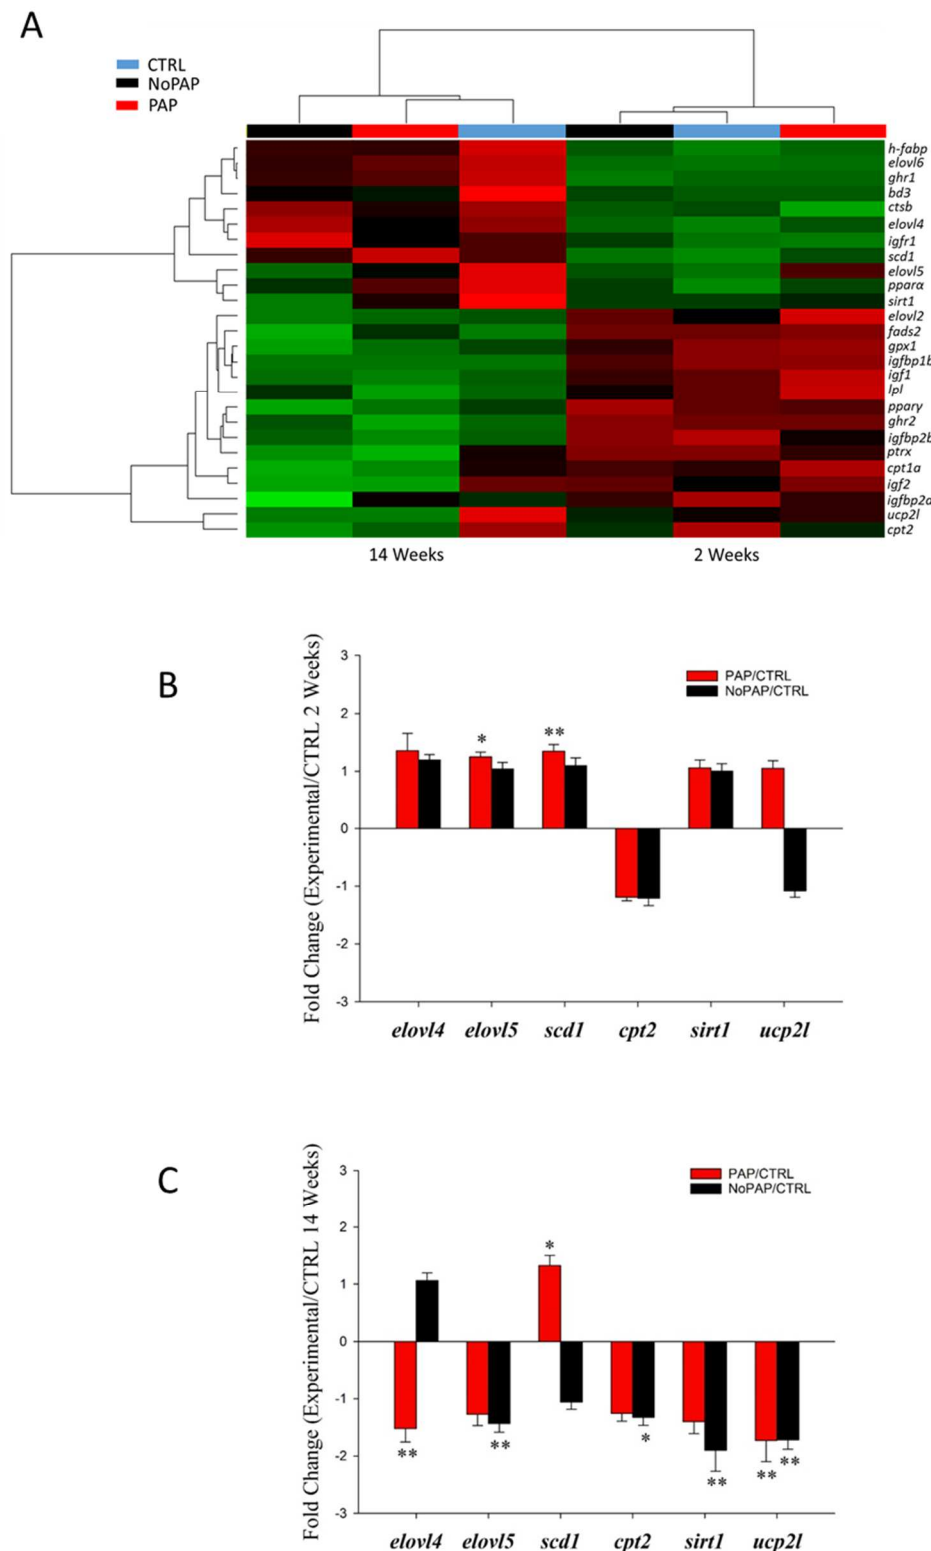 A
CTRL
NoPAP
PAP
h-fabp
elovl6
ghr1
bd3
ctsb
elovl4
igfr1
scd1
elovl5
pparα
sirt1
elovl2
fads2
gpx1
igfbp1b
igf1
lpl
pparγ
ghr2
igfbp2b
ptrx
cpt1a
igf2
igfbp2a
ucp2l
cpt2
14 Weeks 2 Weeks
B
Fold Change (Experimental/CTRL 2 Weeks)
PAP/CTRL
NoPAP/CTRL
3
2
1
0
-1
-2
-3
* **
elovl4 elovl5 scd1 cpt2 sirt1 ucp2l
C
Fold Change (Experimental/CTRL 14 Weeks)
PAP/CTRL
NoPAP/CTRL
3
2
1
0
-1
-2
-3
*
** ** * ** ** **
elovl4 elovl5 scd1 cpt2 sirt1 ucp2l